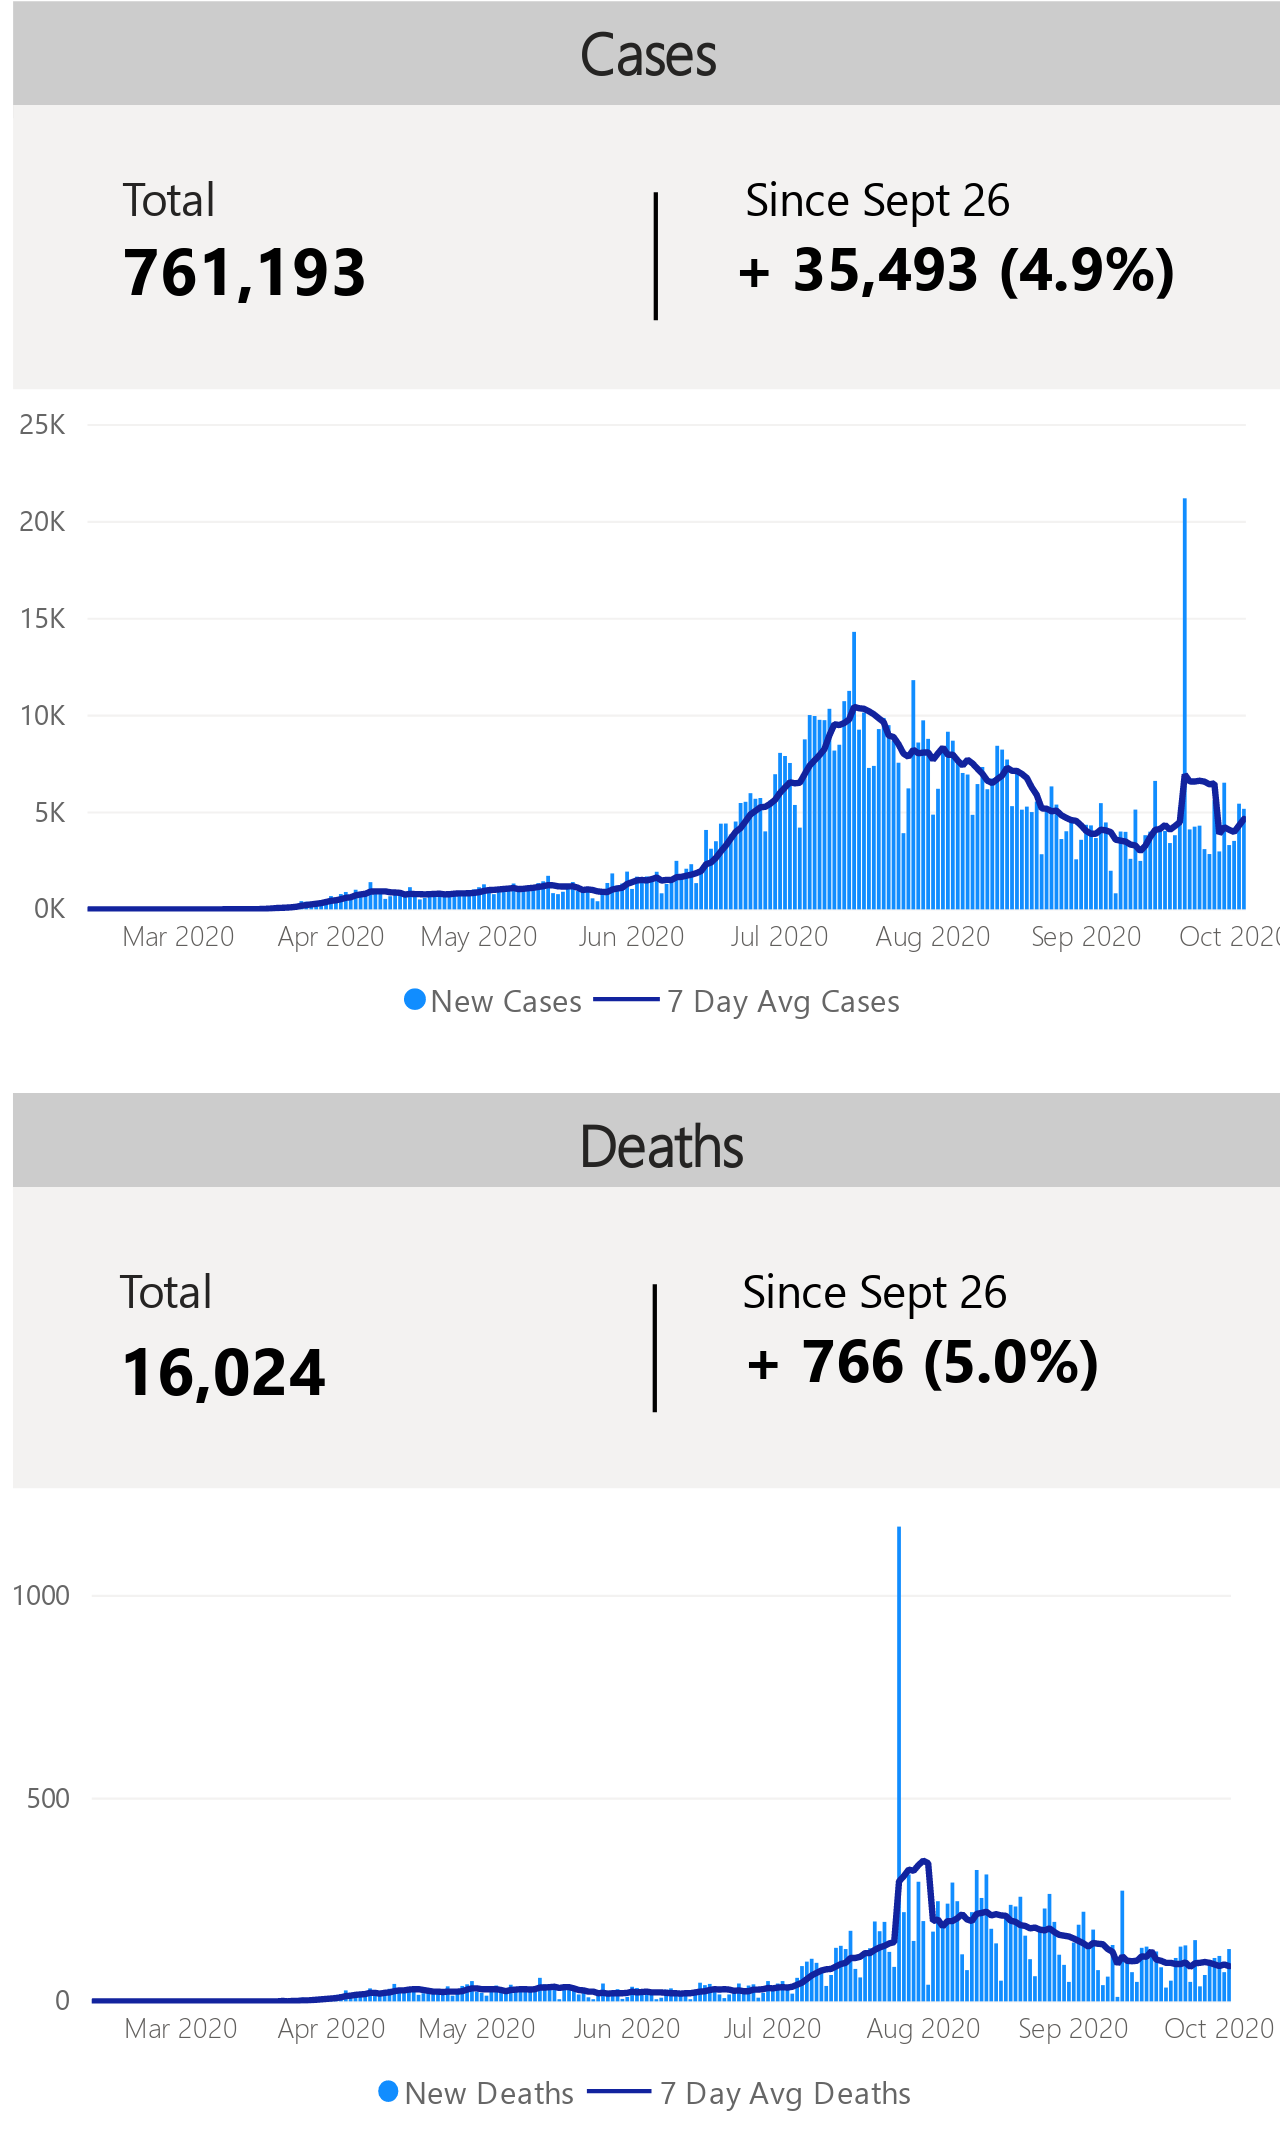 Cases
Total
761,193
Since Sept 26
+ 35,493 (4.9%)
25K
20K
15K
10K
5K
0K
Mar 2020 Apr 2020 May 2020 Jun 2020 Jul 2020 Aug 2020 Sep 2020 Oct 2020
New Cases 7 Day Avg Cases
Deaths
Total
16,024
Since Sept 26
+ 766 (5.0%)
1000
500
0
Mar 2020 Apr 2020 May 2020 Jun 2020 Jul 2020 Aug 2020 Sep 2020 Oct 2020
New Deaths 7 Day Avg Deaths